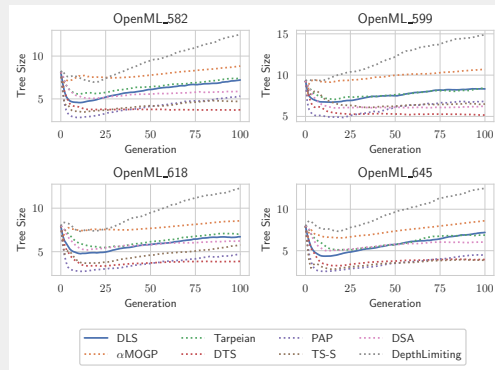 OpenML_582
OpenML_599
Tree Size
10
5
0 25 50 75 100
Generation
Tree Size
15
10
5
0 25 50 75 100
Generation
OpenML_618
OpenML_645
Tree Size
10
5
0 25 50 75 100
Generation
Tree Size
10
5
0 25 50 75 100
Generation
DLS Tarpeian PAP DSA
αMOGP DTS TS-S DepthLimiting